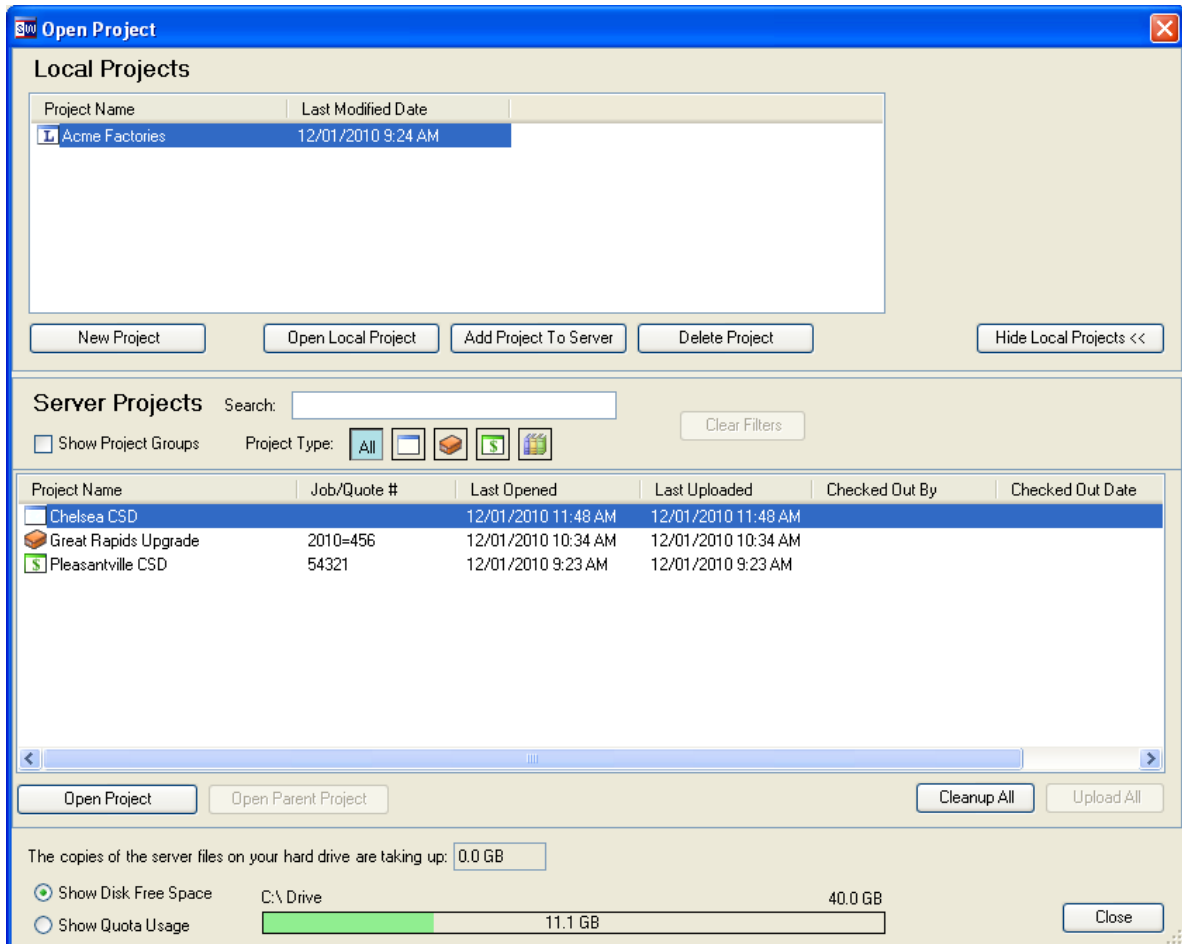 SW Open Project
Local Projects
Project Name Last Modified Date
L Acme Factories 12/01/2010 9:24 AM
New Project Open Local Project Add Project To Server Delete Project Hide Local Projects <<
Server Projects Search:
Clear Filters
Show Project Groups Project Type: All $
Project Name Job/Quote # Last Opened Last Uploaded Checked Out By Checked Out Date
Chelsea CSD 12/01/2010 11:48 AM 12/01/2010 11:48 AM
Great Rapids Upgrade 2010=456 12/01/2010 10:34 AM 12/01/2010 10:34 AM
$ Pleasantville CSD 54321 12/01/2010 9:23 AM 12/01/2010 9:23 AM
Open Project Open Parent Project Cleanup All Upload All
The copies of the server files on your hard drive are taking up: 0.0 GB
Show Disk Free Space C:\ Drive 40.0 GB
Show Quota Usage 11.1 GB Close